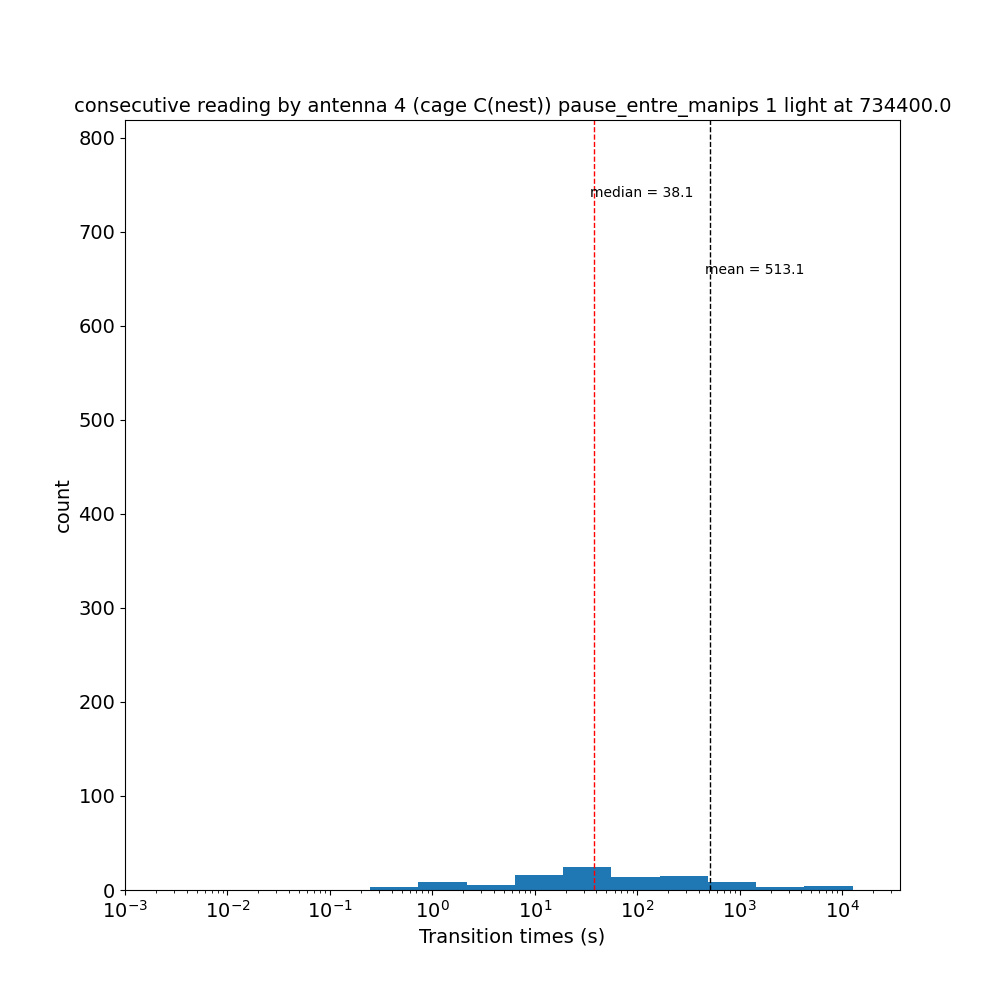 consecutive reading by antenna 4 (cage C(nest)) pause_entre_manips 1 light at 734400.0
800
median = 38.1
700
mean = 513.1
600
500
400
count
300
200
100
0
10⁻³ 10⁻² 10⁻¹ 10⁰ 10¹ 10² 10³ 10⁴
Transition times (s)